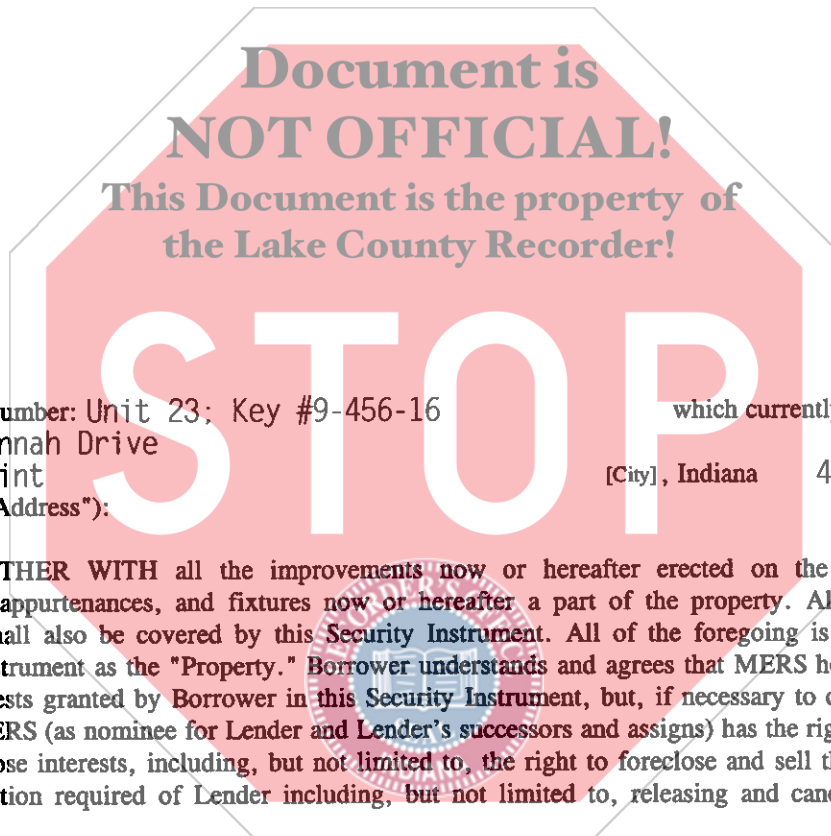 Document is
NOT OFFICIAL!
This Document is the property of
the Lake County Recorder!
STOP
umber: Unit 23; Key #9-456-16 which currently
nnah Drive
int [City], Indiana 4
Address"):
THER WITH all the improvements now or hereafter erected on the
appurtenances, and fixtures now or hereafter a part of the property. Al
all also be covered by this Security Instrument. All of the foregoing is
trument as the "Property." Borrower understands and agrees that MERS h
ests granted by Borrower in this Security Instrument, but, if necessary to
ERS (as nominee for Lender and Lender's successors and assigns) has the rig
ose interests, including, but not limited to, the right to foreclose and sell th
tion required of Lender including, but not limited to, releasing and canc
INDIANA